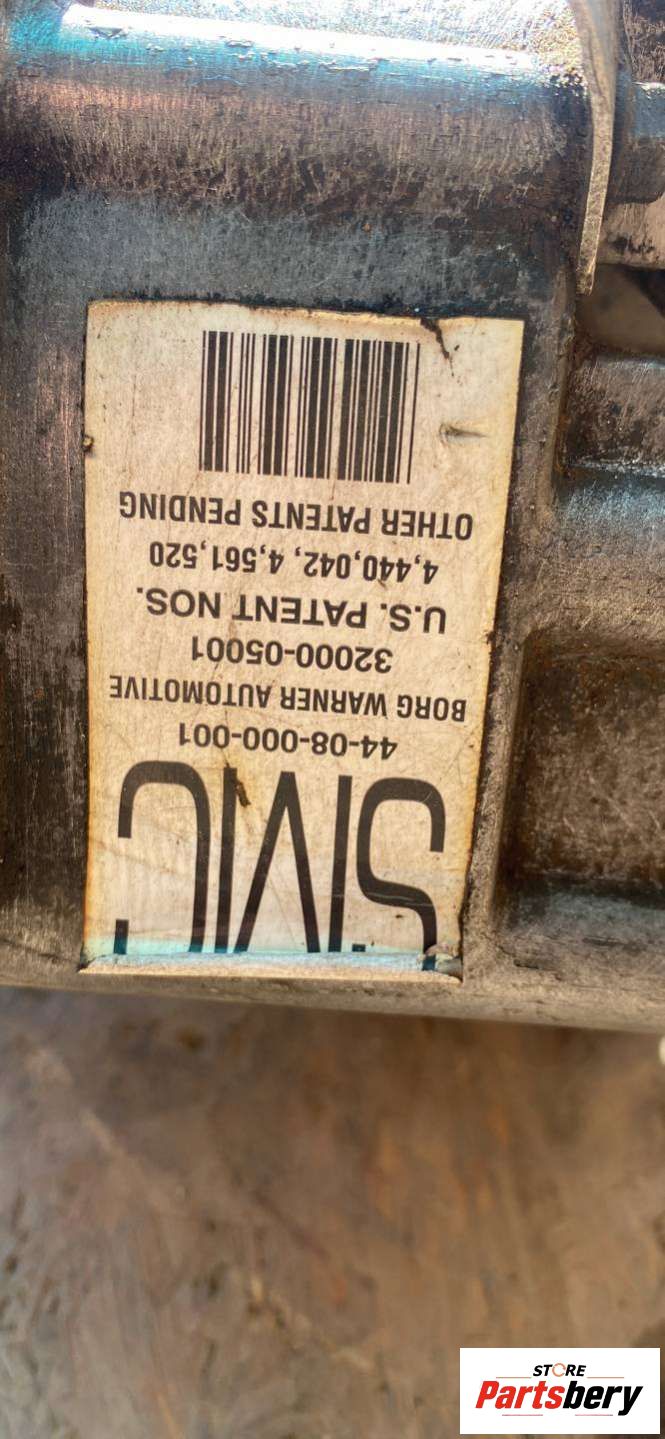 SMC
44-08-000-001
BORG WARNER AUTOMOTIVE
32000-05001
U.S. PATENT NOS.
4,440,042, 4,561,520
OTHER PATENTS PENDING
STORE
Partsbery